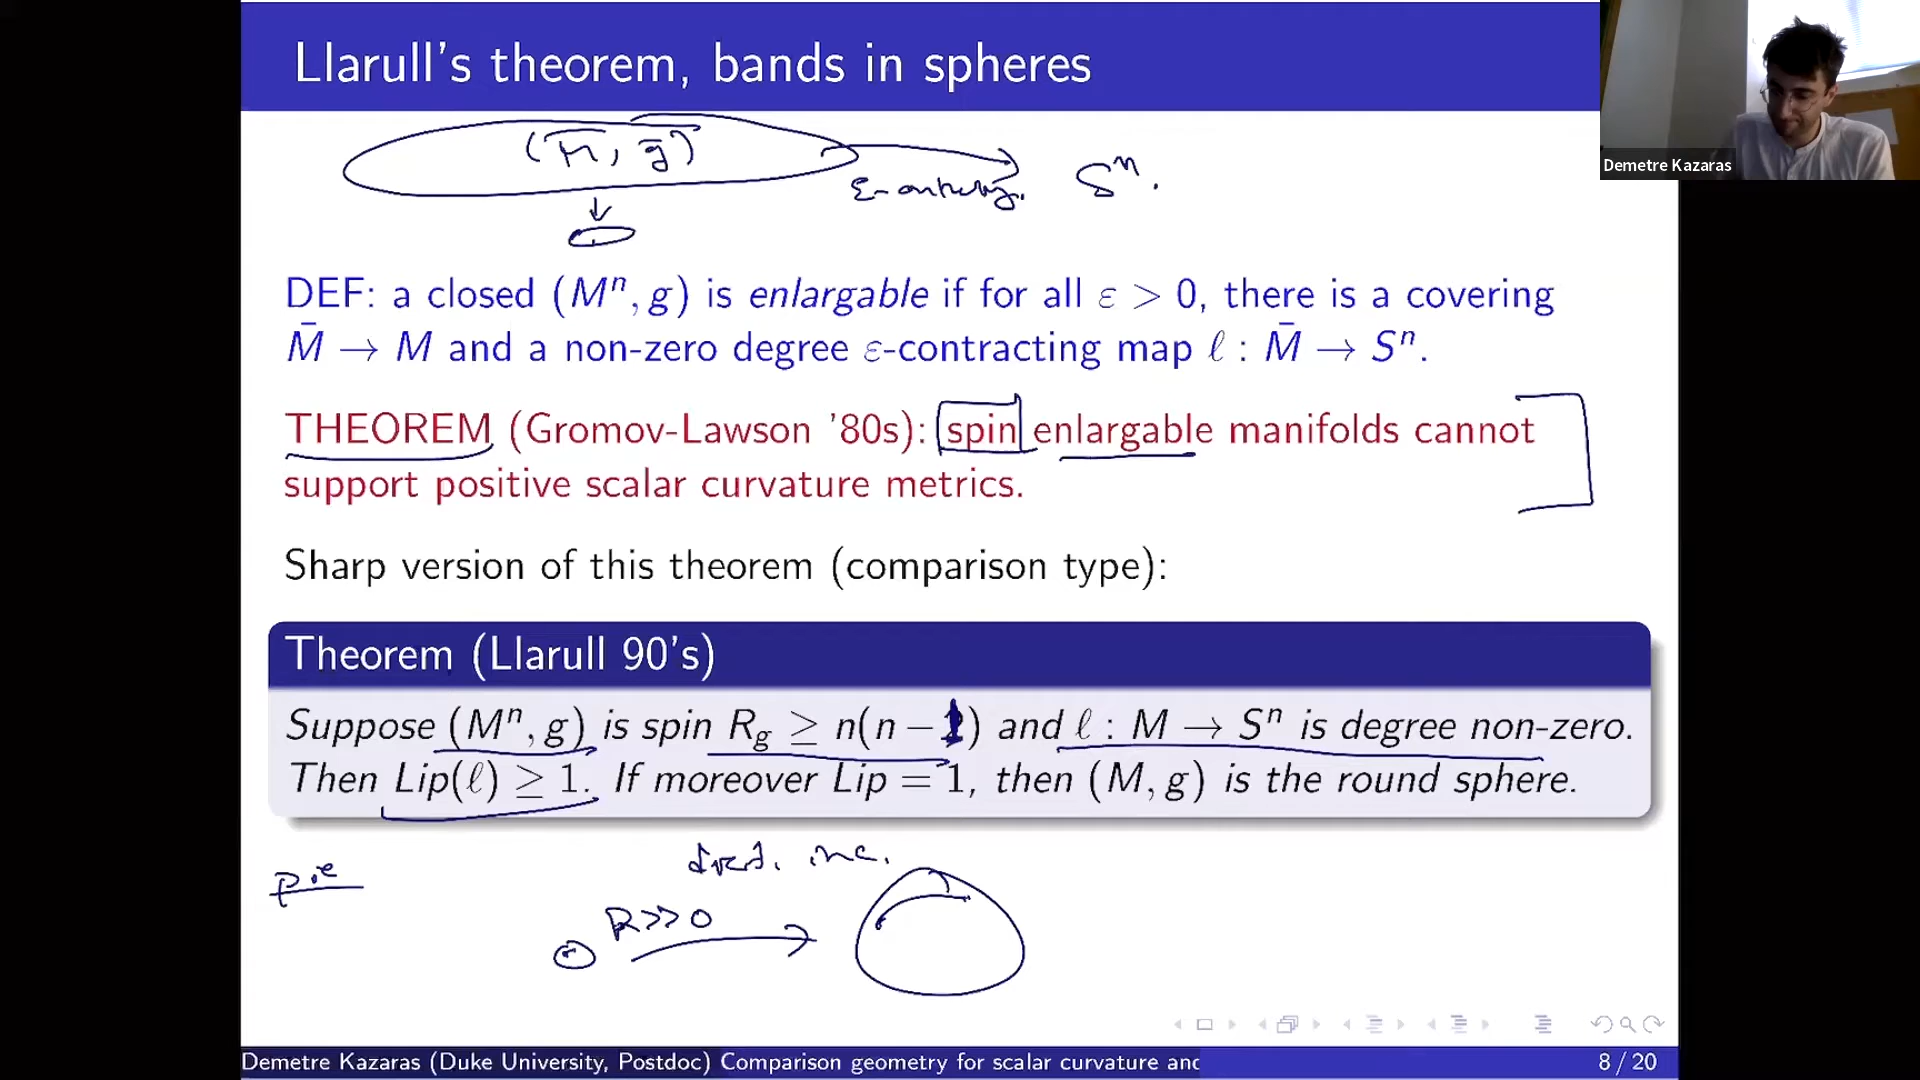 Llarull's theorem, bands in spheres
Demetre Kazaras
(M̄, ḡ)
Sⁿ.
DEF: a closed (Mⁿ, g) is enlargable if for all ε > 0, there is a covering
M̄ → M and a non-zero degree ε-contracting map ℓ : M̄ → Sⁿ.
THEOREM (Gromov-Lawson '80s): spin enlargable manifolds cannot
support positive scalar curvature metrics.
Sharp version of this theorem (comparison type):
Theorem (Llarull 90's)
Suppose (Mⁿ, g) is spin R_g ≥ n(n−1) and ℓ : M → Sⁿ is degree non-zero.
Then Lip(ℓ) ≥ 1. If moreover Lip = 1, then (M, g) is the round sphere.
inc.
R>>0
Demetre Kazaras (Duke University, Postdoc)
Comparison geometry for scalar curvature and
8 / 20